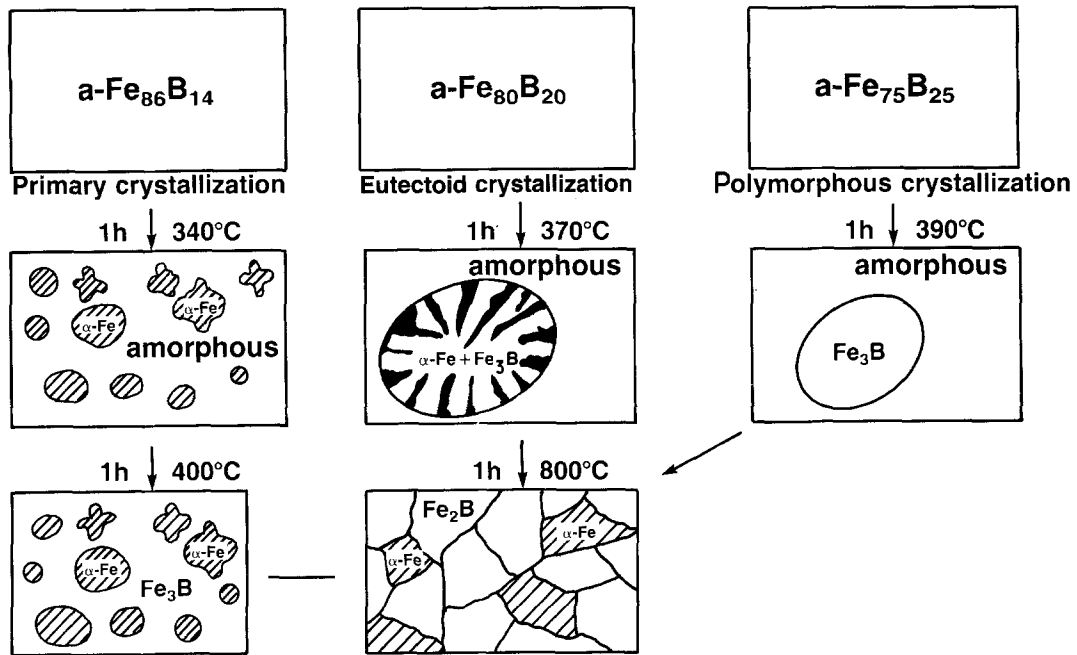 a-Fe₈₆B₁₄
a-Fe₈₀B₂₀
a-Fe₇₅B₂₅
Primary crystallization
Eutectoid crystallization
Polymorphous crystallization
1h 340°C
1h 370°C
1h 390°C
α-Fe
α-Fe
amorphous
amorphous
α-Fe + Fe₃B
amorphous
Fe₃B
1h 400°C
1h 800°C
α-Fe
α-Fe
Fe₃B
Fe₂B
α-Fe
α-Fe